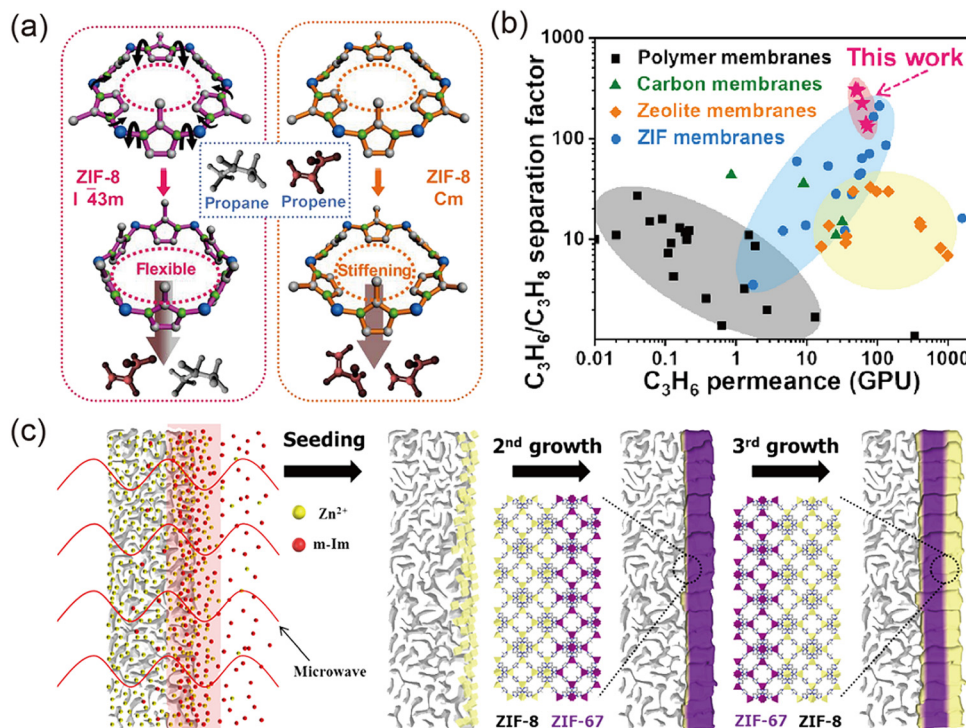 (a)
ZIF-8
I 4̅3m
ZIF-8
Cm
Propane
Propene
Flexible
Stiffening
(b)
1000
100
10
C₃H₆/C₃H₈ separation factor
Polymer membranes
Carbon membranes
Zeolite membranes
ZIF membranes
This work
0.01
0.1
1
10
100
1000
C₃H₆ permeance (GPU)
(c)
Seeding
Zn²⁺
m-Im
Microwave
2nd growth
ZIF-8 ZIF-67
3rd growth
ZIF-67 ZIF-8